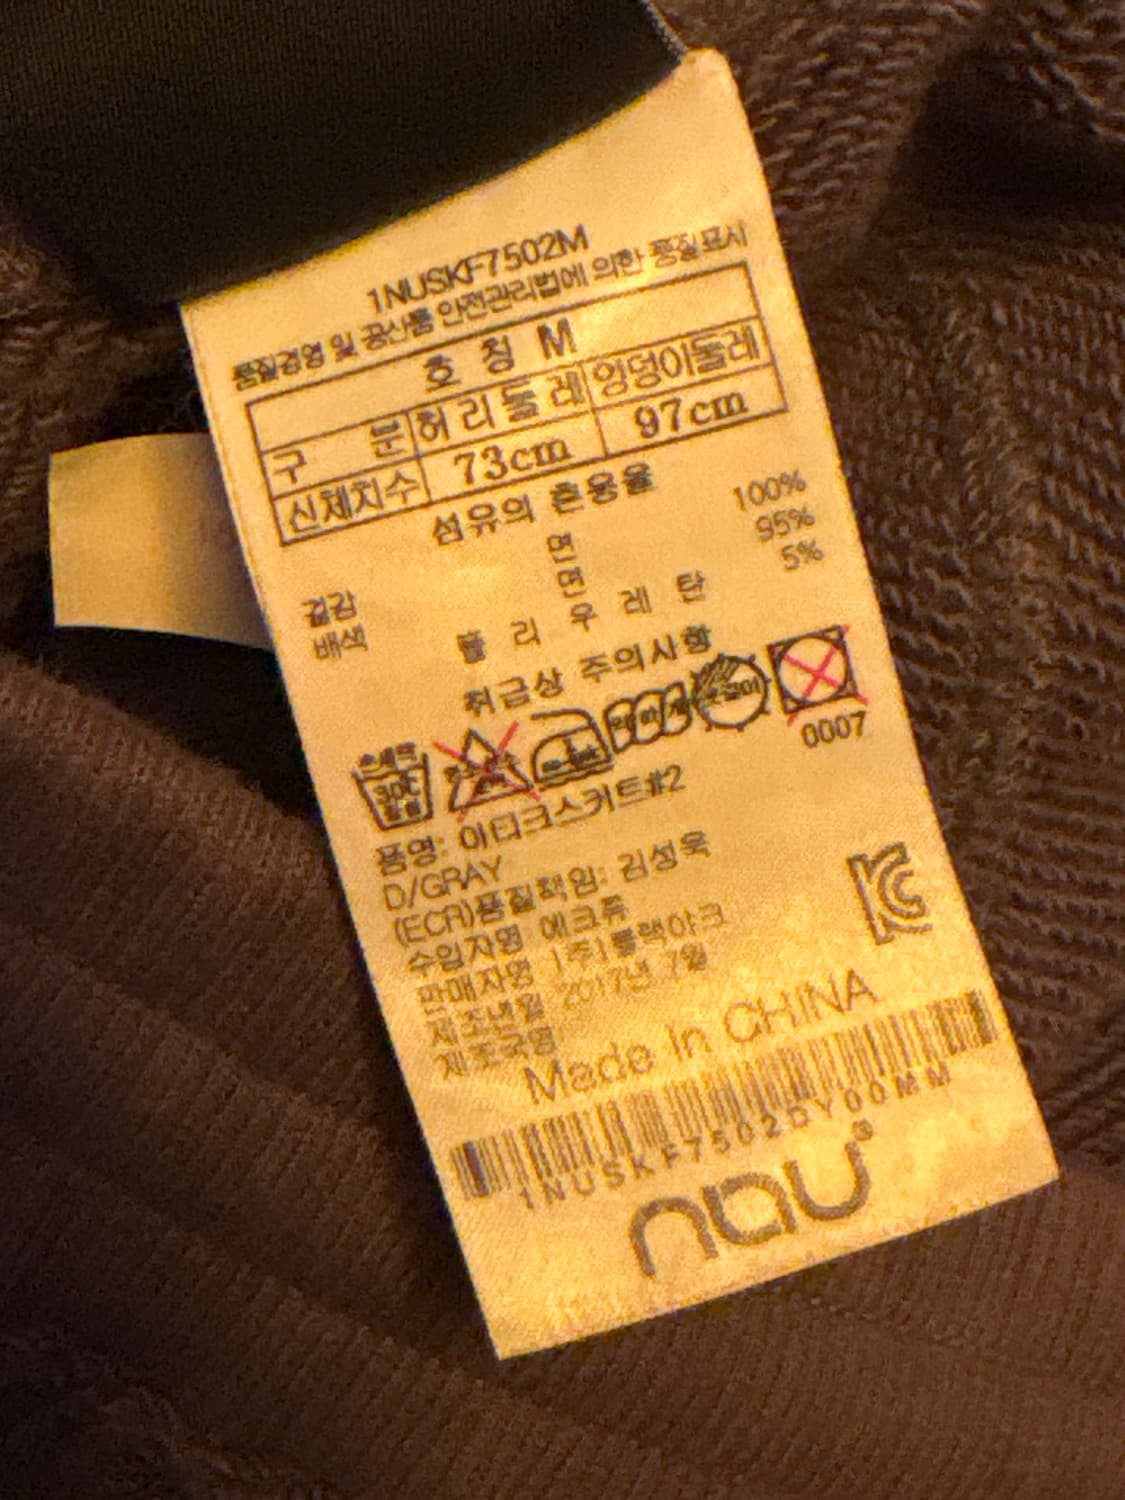 1NUSKF7502M
품질경영 및 공산품 안전관리법에 의한 품질표시
호 칭 M
구 분 허리둘레 엉덩이둘레
신체치수 73cm 97cm
섬유의 혼용율
겉감 면 100%
배색 면 95%
폴리우레탄 5%
취급상 주의사항
손세탁
30℃
0007
품명: 아티크스커트#2
D/GRAY
(ECR)품질책임: 김성욱
수입자명 에크류
판매자명 (주)블랙야크
제조년월 2017년 7월
제조국명
Made In CHINA
1NUSKF7502DY00MM
nau®